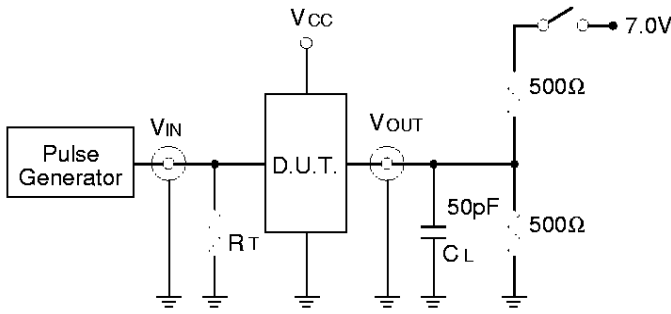 7.0V
VCC
500Ω
VIN
VOUT
Pulse
Generator
D.U.T.
50pF
500Ω
RT
CL